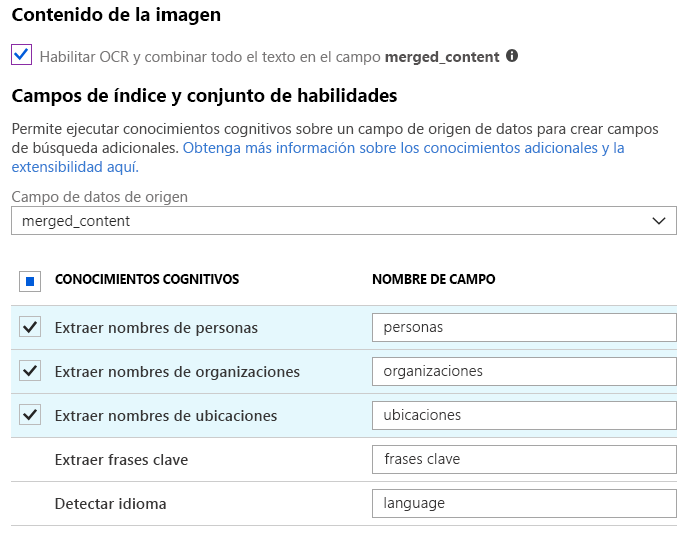 Contenido de la imagen
Habilitar OCR y combinar todo el texto en el campo merged_content
Campos de índice y conjunto de habilidades
Permite ejecutar conocimientos cognitivos sobre un campo de origen de datos para crear campos
de búsqueda adicionales. Obtenga más información sobre los conocimientos adicionales y la
extensibilidad aquí.
Campo de datos de origen
merged_content
CONOCIMIENTOS COGNITIVOS NOMBRE DE CAMPO
Extraer nombres de personas personas
Extraer nombres de organizaciones organizaciones
Extraer nombres de ubicaciones ubicaciones
Extraer frases clave frases clave
Detectar idioma language